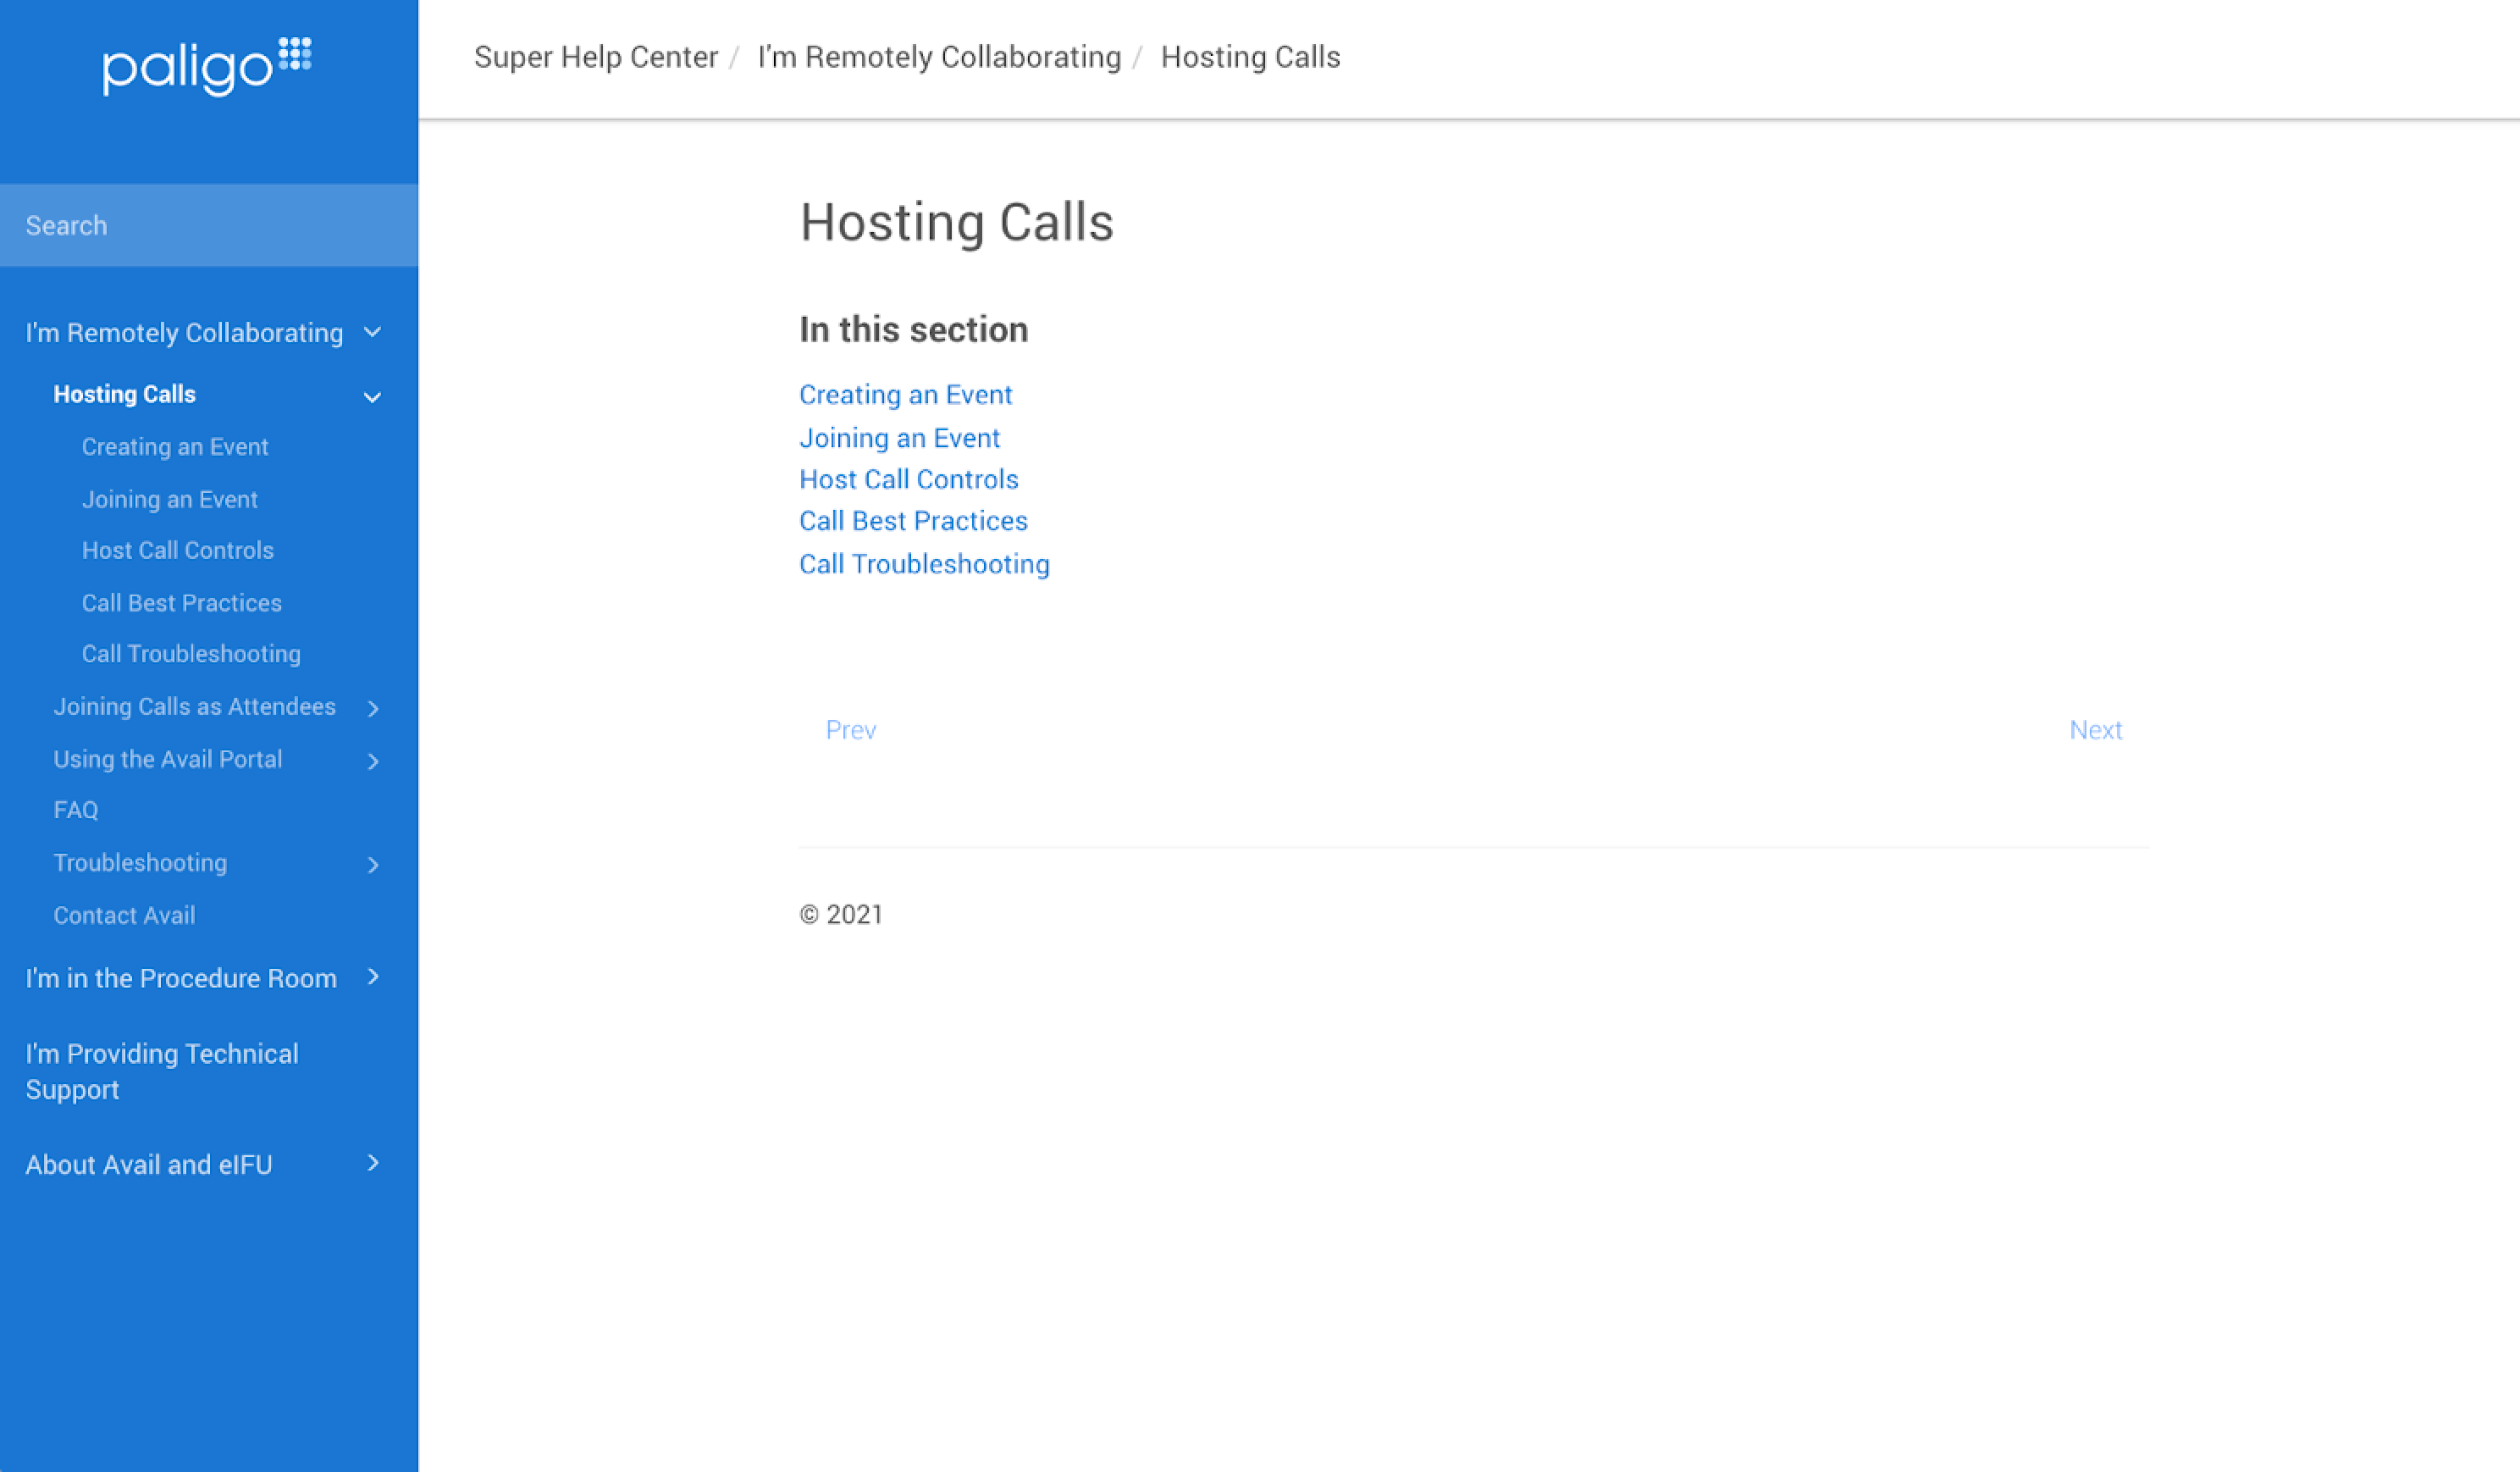 paligo
Search
I'm Remotely Collaborating
Hosting Calls
Creating an Event
Joining an Event
Host Call Controls
Call Best Practices
Call Troubleshooting
Joining Calls as Attendees
Using the Avail Portal
FAQ
Troubleshooting
Contact Avail
I'm in the Procedure Room
I'm Providing Technical
Support
About Avail and eIFU
Super Help Center / I'm Remotely Collaborating / Hosting Calls
Hosting Calls
In this section
Creating an Event
Joining an Event
Host Call Controls
Call Best Practices
Call Troubleshooting
Prev
Next
© 2021